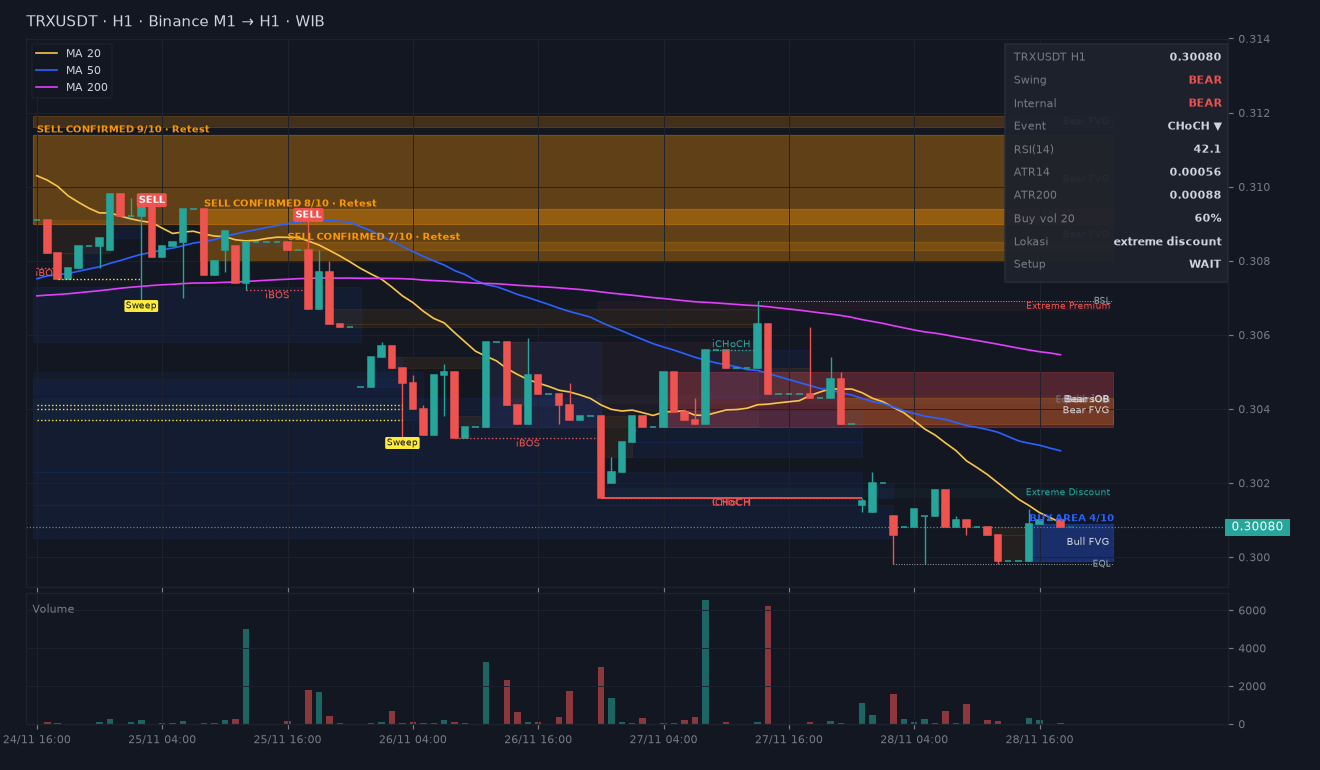 TRXUSDT · H1 · Binance M1 → H1 · WIB
MA 20
MA 50
MA 200
TRXUSDT H1 0.30080
Swing BEAR
Internal BEAR
Event CHoCH ▼
RSI(14) 42.1
ATR14 0.00056
ATR200 0.00088
Buy vol 20 60%
Lokasi extreme discount
Setup WAIT
0.314
0.312
0.310
0.308
0.306
0.304
0.302
0.300
0.30080
SELL CONFIRMED 9/10 · Retest
Bear FVG
Bear FVG
SELL
SELL CONFIRMED 8/10 · Retest
SELL
SELL CONFIRMED 7/10 · Retest
iBOS
iBOS
Sweep
BSL
Extreme Premium
iCHoCH
Bear FVG
Sweep
iBOS
CHoCH
Extreme Discount
BUY AREA 4/10
Bull FVG
EQL
Volume
6000
4000
2000
0
24/11 16:00
25/11 04:00
25/11 16:00
26/11 04:00
26/11 16:00
27/11 04:00
27/11 16:00
28/11 04:00
28/11 16:00